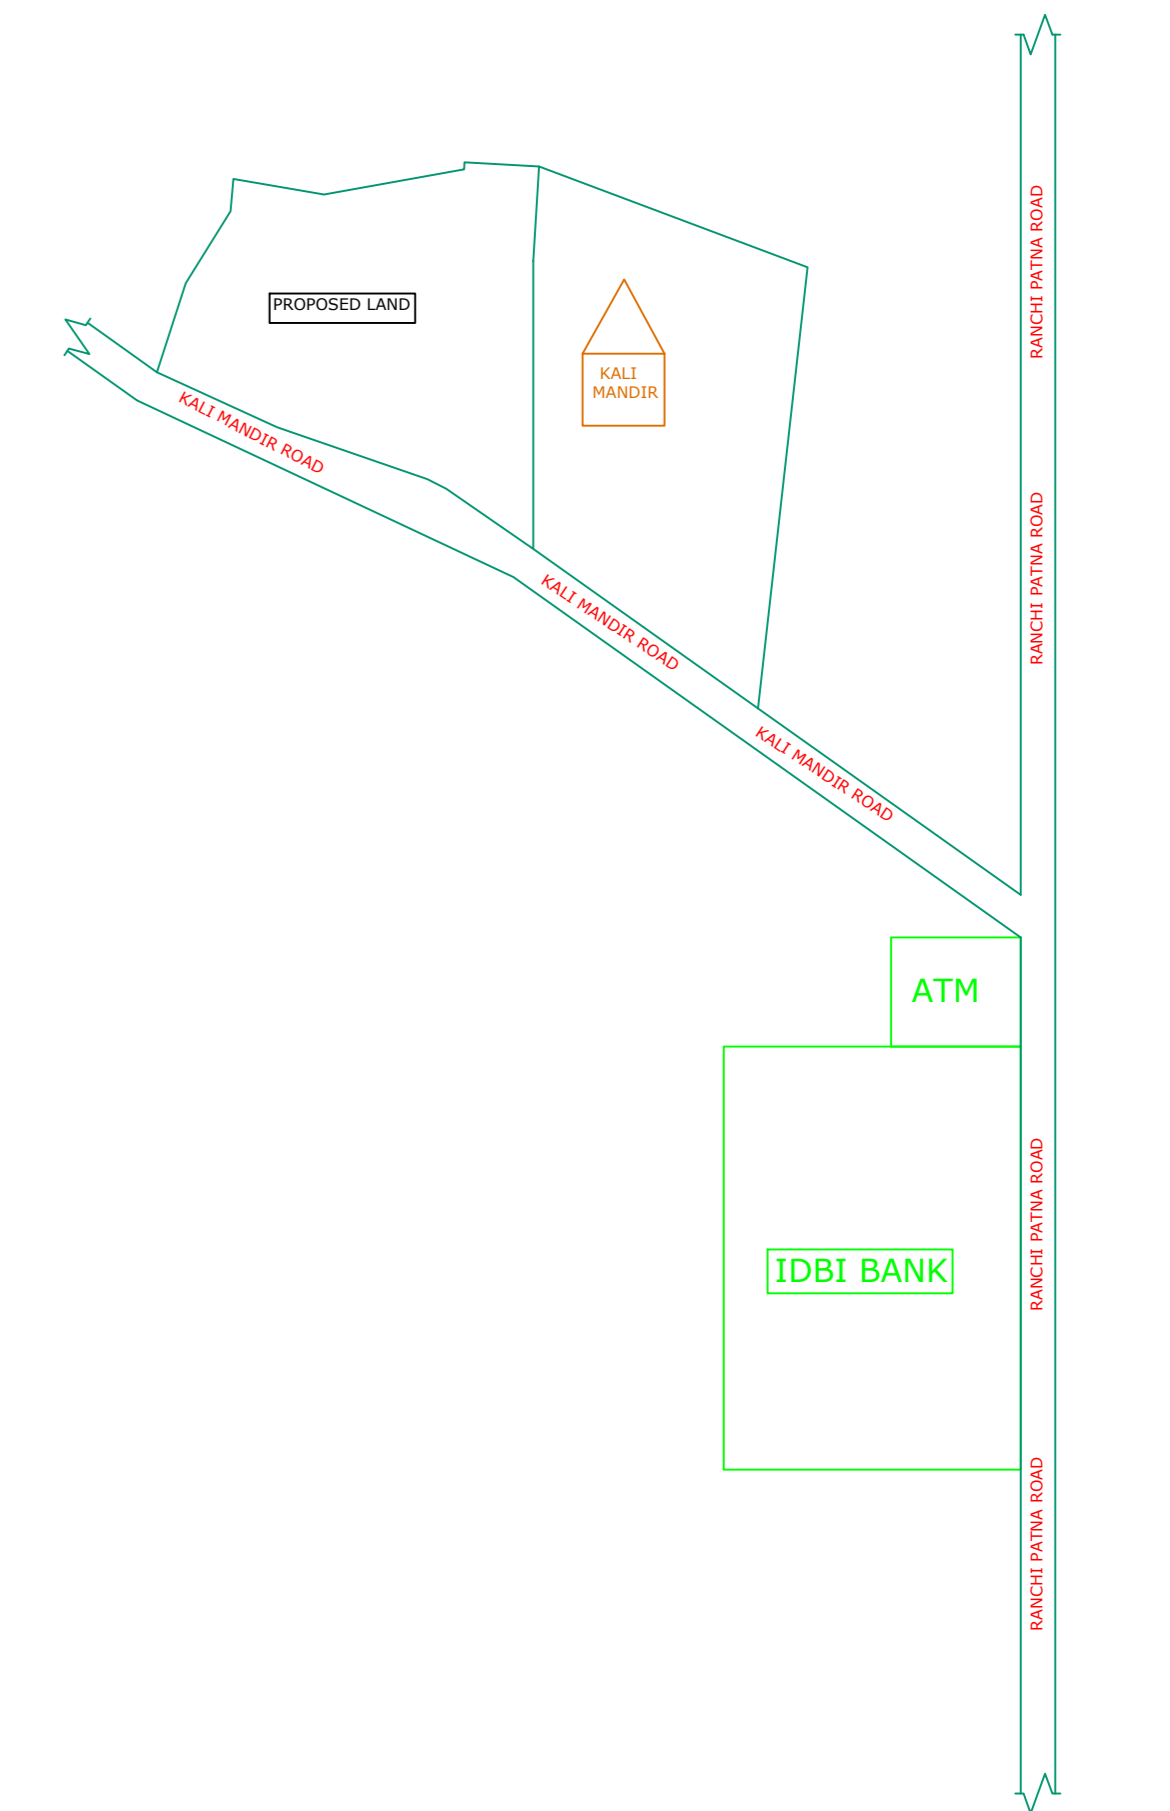 RANCHI PATNA ROAD
PROPOSED LAND
KALI
MANDIR
KALI MANDIR ROAD
RANCHI PATNA ROAD
KALI MANDIR ROAD
KALI MANDIR ROAD
ATM
RANCHI PATNA ROAD
IDBI BANK
RANCHI PATNA ROAD